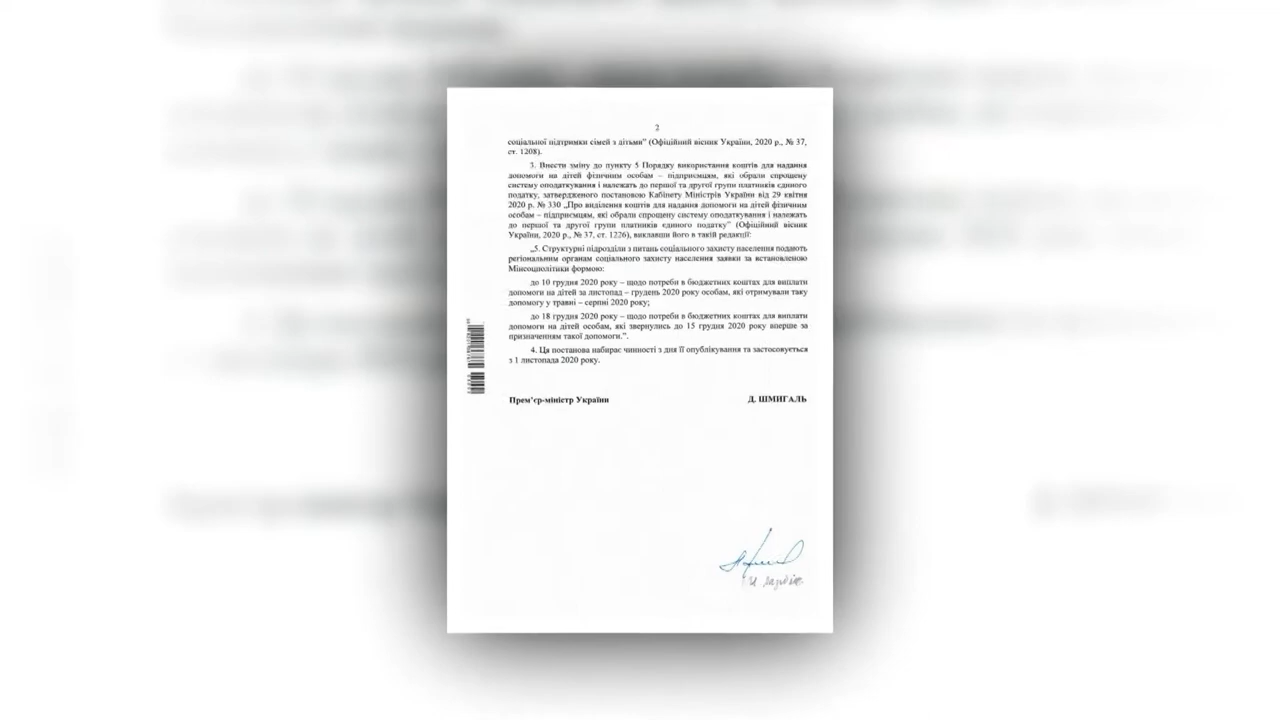 2
соціальної підтримки сімей з дітьми” (Офіційний вісник України, 2020 р., № 37,
ст. 1208).
3. Внести зміну до пункту 5 Порядку використання коштів для надання
допомоги на дітей фізичним особам – підприємцям, які обрали спрощену
систему оподаткування і належать до першої та другої групи платників єдиного
податку, затвердженого постановою Кабінету Міністрів України від 29 квітня
2020 р. № 330 „Про виділення коштів для надання допомоги на дітей фізичним
особам – підприємцям, які обрали спрощену систему оподаткування і належать
до першої та другої групи платників єдиного податку” (Офіційний вісник
України, 2020 р., № 37, ст. 1226), виклавши його в такій редакції:
„5. Структурні підрозділи з питань соціального захисту населення подають
регіональним органам соціального захисту населення заявки за встановленою
Мінсоцполітики формою:
до 10 грудня 2020 року – щодо потреби в бюджетних коштах для виплати
допомоги на дітей за листопад – грудень 2020 року особам, які отримували таку
допомогу у травні – серпні 2020 року;
до 18 грудня 2020 року – щодо потреби в бюджетних коштах для виплати
допомоги на дітей особам, які звернулись до 15 грудня 2020 року вперше за
призначенням такої допомоги.”.
4. Ця постанова набирає чинності з дня її опублікування та застосовується
з 1 листопада 2020 року.
Прем’єр-міністр України Д. ШМИГАЛЬ